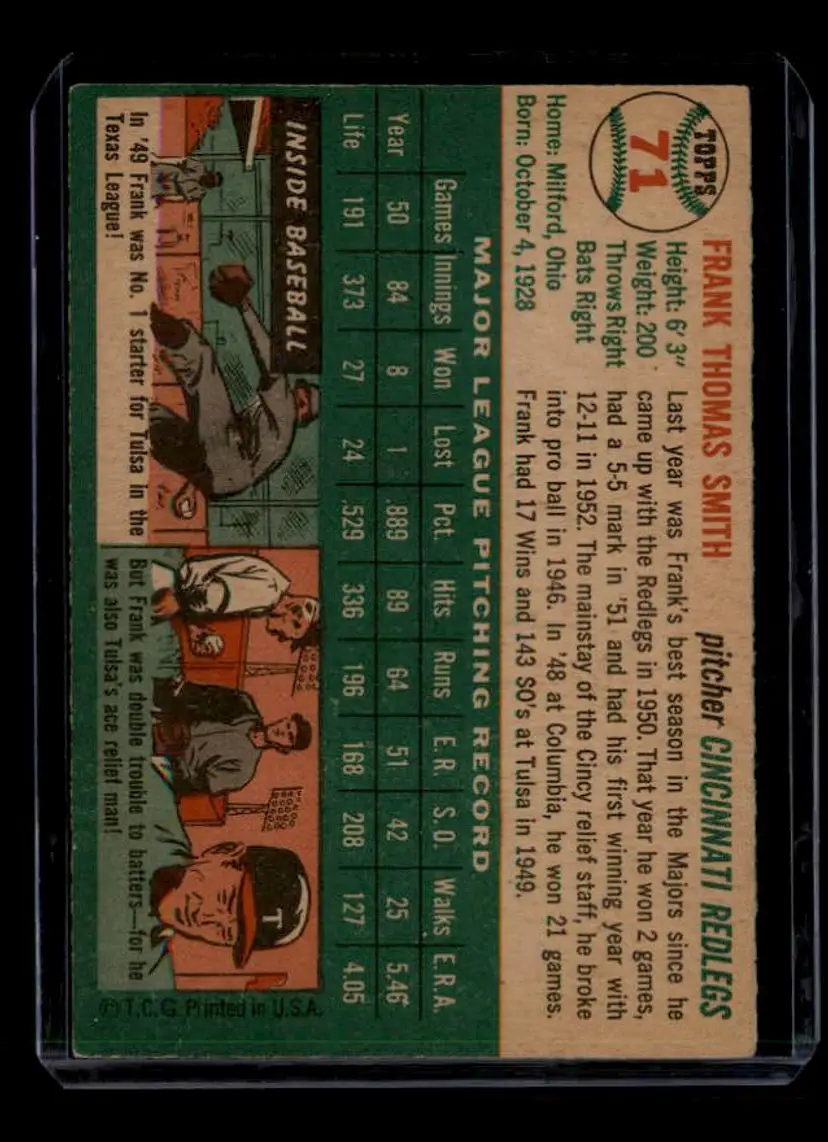 TOPPS
71
FRANK THOMAS SMITH
pitcher CINCINNATI REDLEGS
Height: 6' 3"
Weight: 200
Throws Right
Bats Right
Home: Milford, Ohio
Born: October 4, 1928
Last year was Frank's best season in the Majors since he
came up with the Redlegs in 1950. That year he won 2 games,
had a 5-5 mark in '51 and had his first winning year with
12-11 in 1952. The mainstay of the Cincy relief staff, he broke
into pro ball in 1946. In '48 at Columbia, he won 21 games.
Frank had 17 Wins and 143 SO's at Tulsa in 1949.
MAJOR LEAGUE PITCHING RECORD
Games Innings Won Lost Pct. Hits Runs E.R. S.O. Walks E.R.A.
Year 50 84 8 1 .889 89 64 51 42 25 5.46
Life 191 373 27 24 .529 336 196 168 208 127 4.05
INSIDE BASEBALL
In '49 Frank was No. 1 starter for Tulsa in the
Texas League!
T
But Frank was double trouble to batters—for he
was also Tulsa's ace relief man!
© T.C.G. Printed in U.S.A.